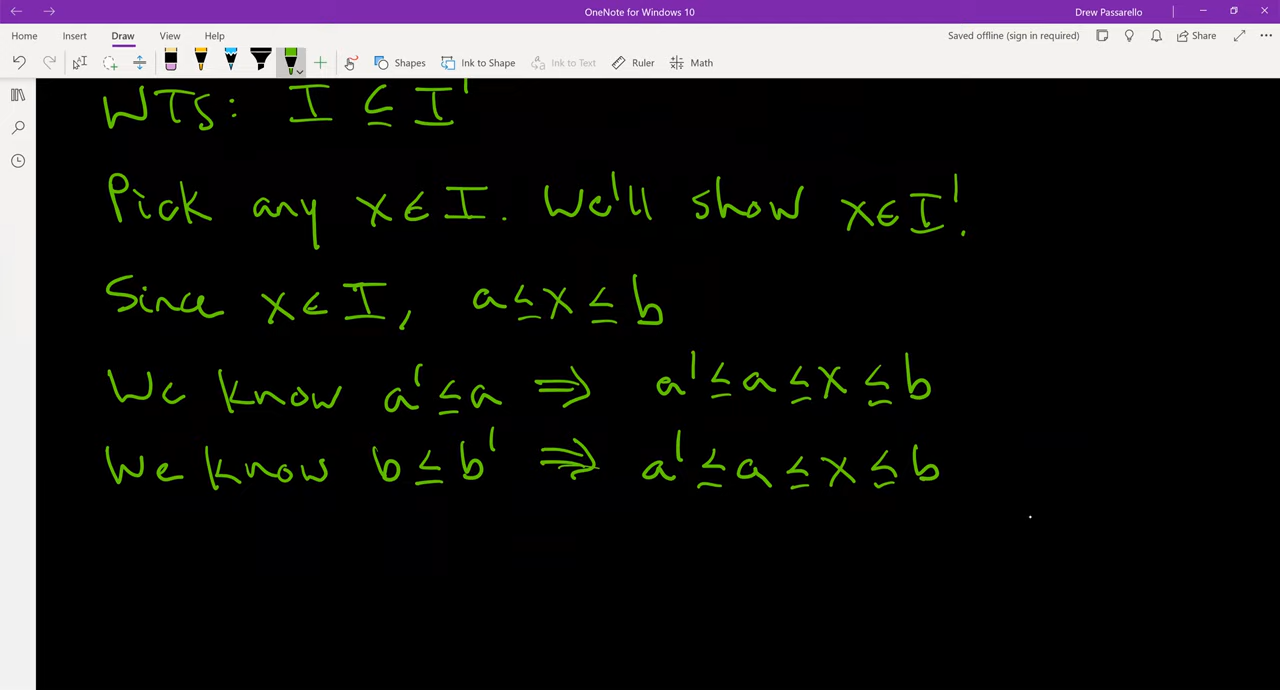 OneNote for Windows 10
Drew Passarello
Home Insert Draw View Help
Saved offline (sign in required)
Share
Shapes
Ink to Shape
Ink to Text
Ruler
Math
WTS: I ⊆ I'
Pick any x ∈ I. We'll show x ∈ I'.
Since x ∈ I, a ≤ x ≤ b
We know a' ≤ a ⟹ a' ≤ a ≤ x ≤ b
We know b ≤ b' ⟹ a' ≤ a ≤ x ≤ b